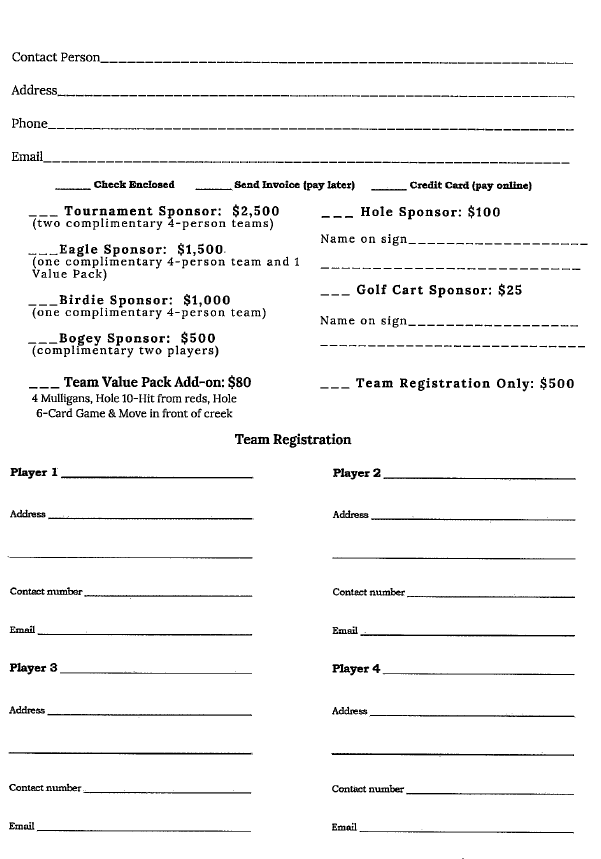 Contact Person
Address
Phone
Email
Check Enclosed Send Invoice (pay later) Credit Card (pay online)
___ Tournament Sponsor: $2,500
(two complimentary 4-person teams)
___Eagle Sponsor: $1,500
(one complimentary 4-person team and 1
Value Pack)
___Birdie Sponsor: $1,000
(one complimentary 4-person team)
___Bogey Sponsor: $500
(complimentary two players)
___ Hole Sponsor: $100
Name on sign
___ Golf Cart Sponsor: $25
Name on sign
___ Team Value Pack Add-on: $80
4 Mulligans, Hole 10-Hit from reds, Hole
6-Card Game & Move in front of creek
___ Team Registration Only: $500
Team Registration
Player 1
Address
Contact number
Email
Player 2
Address
Contact number
Email
Player 3
Address
Contact number
Email
Player 4
Address
Contact number
Email